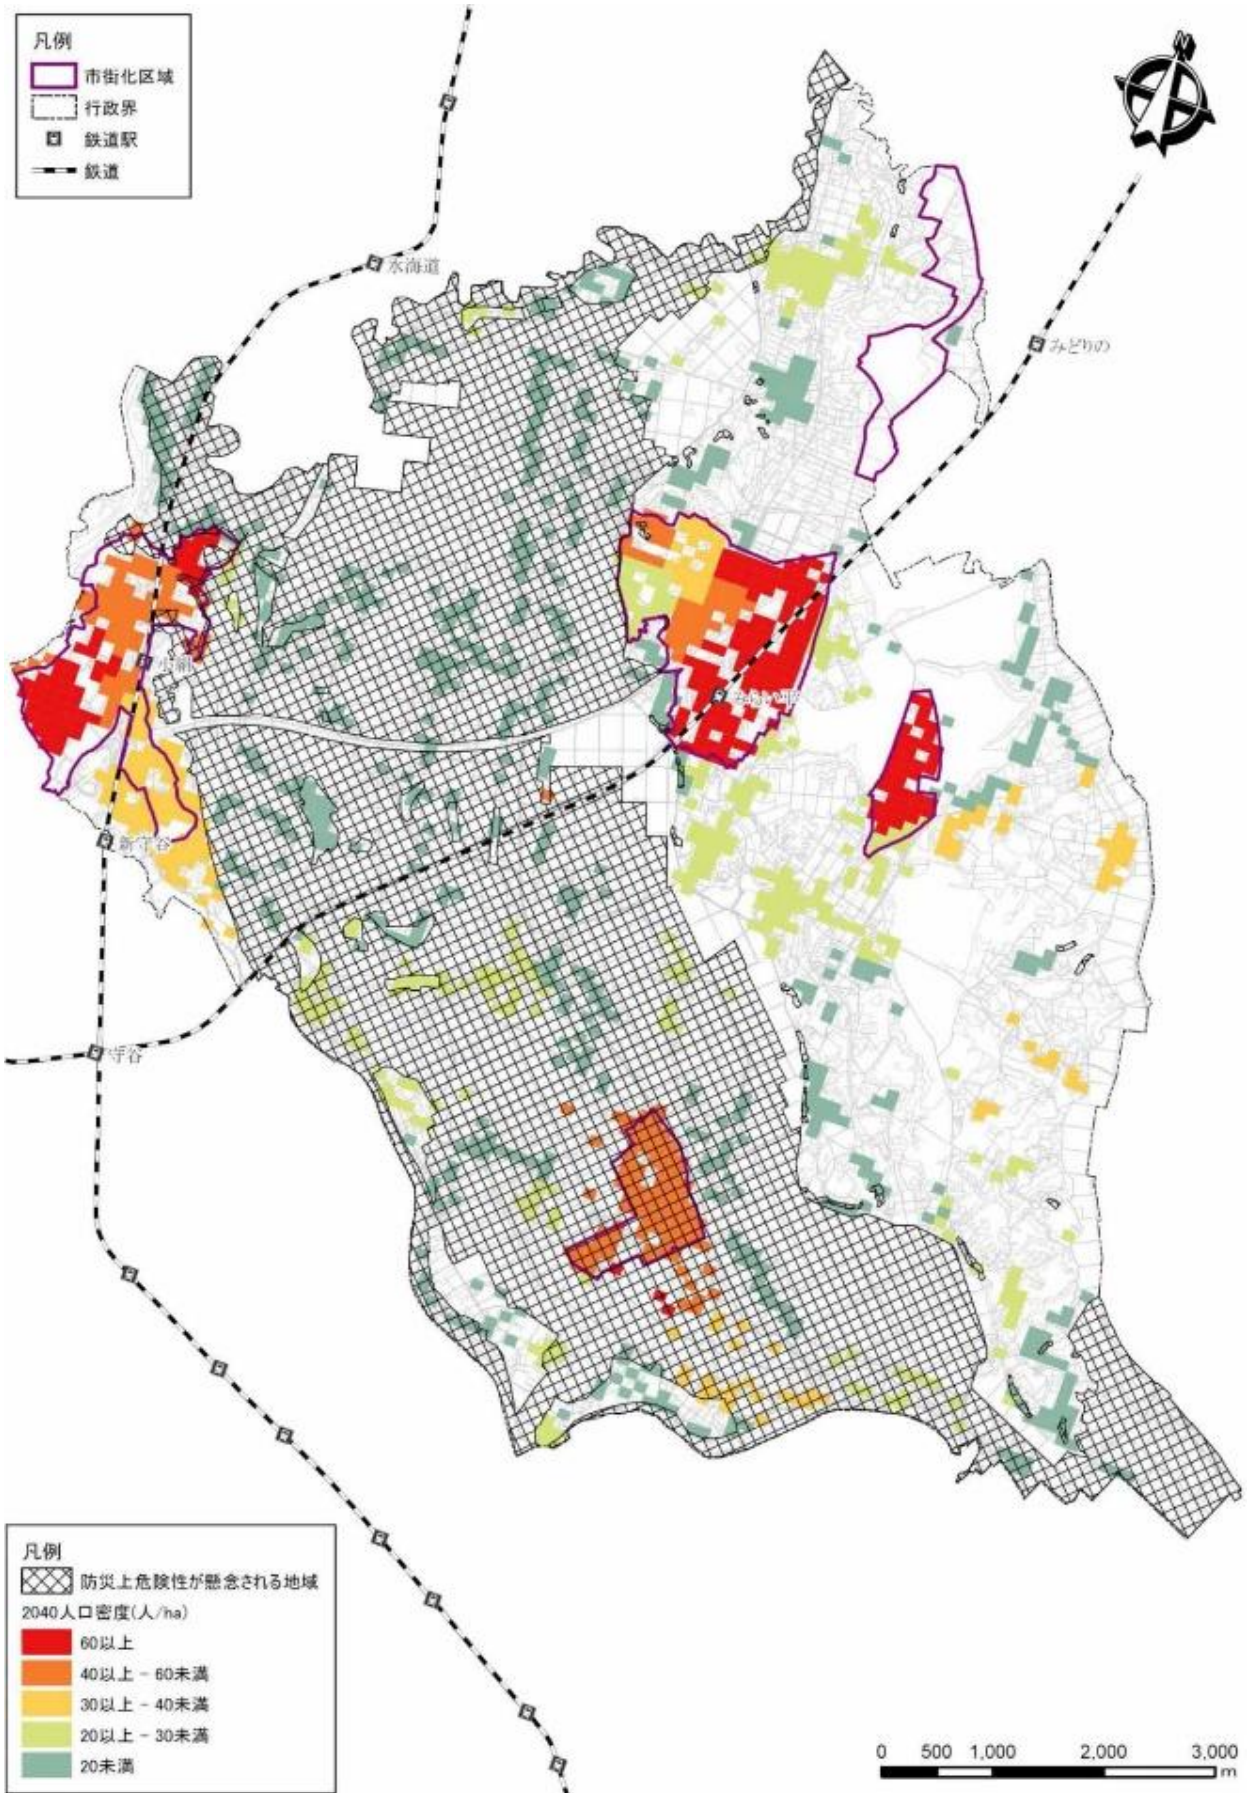 凡例
市街化区域
行政界
鉄道駅
鉄道
N
水海道
みどりの
小絹
みらい平
新守谷
守谷
凡例
防災上危険性が懸念される地域
2040人口密度(人/ha)
60以上
40以上 - 60未満
30以上 - 40未満
20以上 - 30未満
20未満
0 500 1,000 2,000 3,000
m